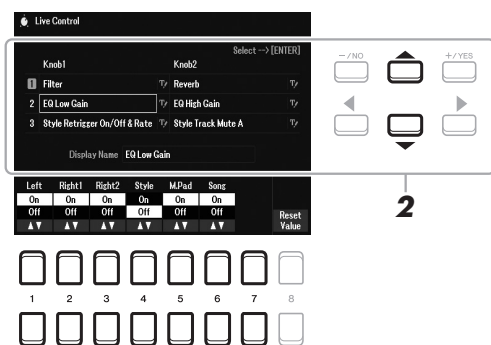 Live Control
Select --> [ENTER]
Knob1 Knob2
1 Filter Reverb
2 EQ Low Gain EQ High Gain
3 Style Retrigger On/Off & Rate Style Track Mute A
Display Name EQ Low Gain
-/NO +/YES
2
Left Right1 Right2 Style M.Pad Song
On On On On On On
Off Off Off Off Off Off
Reset
Value
1 2 3 4 5 6 7 8